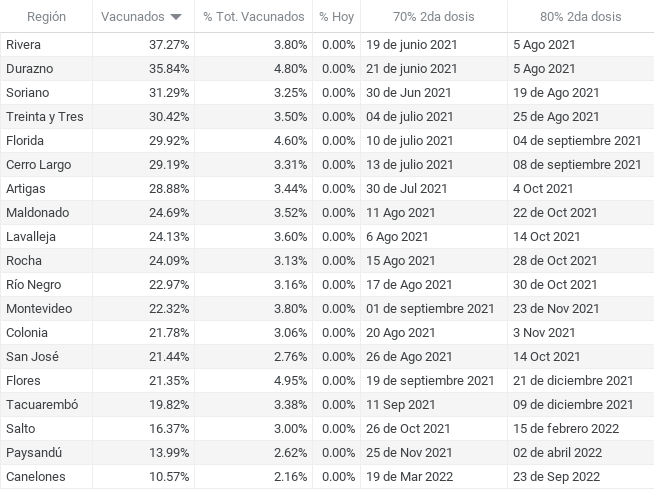 Región Vacunados % Tot. Vacunados % Hoy 70% 2da dosis 80% 2da dosis
Rivera 37.27% 3.80% 0.00% 19 de junio 2021 5 Ago 2021
Durazno 35.84% 4.80% 0.00% 21 de junio 2021 5 Ago 2021
Soriano 31.29% 3.25% 0.00% 30 de Jun 2021 19 de Ago 2021
Treinta y Tres 30.42% 3.50% 0.00% 04 de julio 2021 25 de Ago 2021
Florida 29.92% 4.60% 0.00% 10 de julio 2021 04 de septiembre 2021
Cerro Largo 29.19% 3.31% 0.00% 13 de julio 2021 08 de septiembre 2021
Artigas 28.88% 3.44% 0.00% 30 de Jul 2021 4 Oct 2021
Maldonado 24.69% 3.52% 0.00% 11 Ago 2021 22 de Oct 2021
Lavalleja 24.13% 3.60% 0.00% 6 Ago 2021 14 Oct 2021
Rocha 24.09% 3.13% 0.00% 15 Ago 2021 28 de Oct 2021
Río Negro 22.97% 3.16% 0.00% 17 de Ago 2021 30 de Oct 2021
Montevideo 22.32% 3.80% 0.00% 01 de septiembre 2021 23 de Nov 2021
Colonia 21.78% 3.06% 0.00% 20 Ago 2021 3 Nov 2021
San José 21.44% 2.76% 0.00% 26 de Ago 2021 14 Oct 2021
Flores 21.35% 4.95% 0.00% 19 de septiembre 2021 21 de diciembre 2021
Tacuarembó 19.82% 3.38% 0.00% 11 Sep 2021 09 de diciembre 2021
Salto 16.37% 3.00% 0.00% 26 de Oct 2021 15 de febrero 2022
Paysandú 13.99% 2.62% 0.00% 25 de Nov 2021 02 de abril 2022
Canelones 10.57% 2.16% 0.00% 19 de Mar 2022 23 de Sep 2022